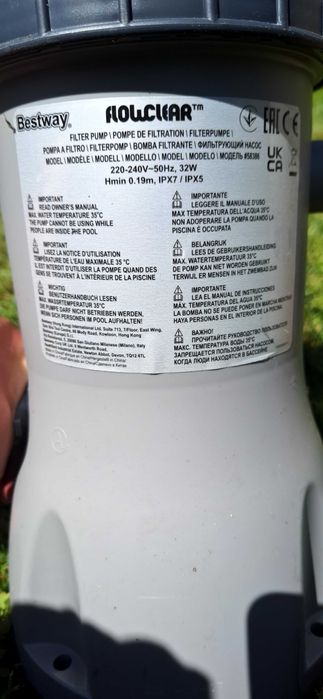 Bestway
FLOWCLEAR™
EAC CE
FILTER PUMP \ POMPE DE FILTRATION \ FILTERPUMPE \
POMPA A FILTRO \ FILTERPOMP \ BOMBA FILTRANTE \ ФИЛЬТРУЮЩИЙ НАСОС
MODEL \ MODÈLE \ MODELL \ MODELLO \ MODEL \ MODELO \ МОДЕЛЬ #58386
220-240V~50Hz, 32W
Hmin 0.19m, IPX7 / IPX5
UK
CA
IMPORTANT
READ OWNER'S MANUAL
MAX. WATER TEMPERATURE 35°C
THE PUMP CANNOT BE USING WHILE
PEOPLE ARE INSIDE THE POOL
IMPORTANT
LISEZ LA NOTICE D'UTILISATION
TEMPERATURE DE L'EAU MAXIMALE 35 °C
IL EST INTERDIT D'UTILISER LA POMPE QUAND DES
GENS SE TROUVENT À L'INTÉRIEUR DE LA PISCINE
WICHTIG
BENUTZERHANDBUCH LESEN
MAX. WASSERTEMPERATUR 35°C
DIE PUMPE DARF NICHT BETRIEBEN WERDEN,
WENN SICH PERSONEN IM POOL AUFHALTEN!
IMPORTANTE
LEGGERE IL MANUALE D'USO
MAX TEMPERATURA DELL'ACQUA 35°C
NON ADOPERARE LA POMPA QUANDO LA
PISCINA È OCCUPATA
BELANGRIJK
LEES DE GEBRUIKERSHANDLEIDING
MAX. WATERTEMPERATUUR 35°C
DE POMP KAN NIET WORDEN GEBRUIKT
TERWIJL ER MENSEN IN HET ZWEMBAD ZIJN
IMPORTANTE
LEA EL MANUAL DE INSTRUCCIONES
MAX. TEMPERATURA DEL AGUA 35°C
LA BOMBA NO SE PUEDE PONER EN MARCHA MIENTRAS
HAYA PERSONAS EN EL INTERIOR DE LA PISCINA
ВАЖНО!
ПРОЧИТАЙТЕ РУКОВОДСТВО ПОЛЬЗОВАТЕЛЯ
МАКС. ТЕМПЕРАТУРА ВОДЫ 35°C
ЗАПРЕЩАЕТСЯ ПОЛЬЗОВАТЬСЯ НАСОСОМ,
КОГДА ЛЮДИ НАХОДЯТСЯ В БАССЕЙНЕ